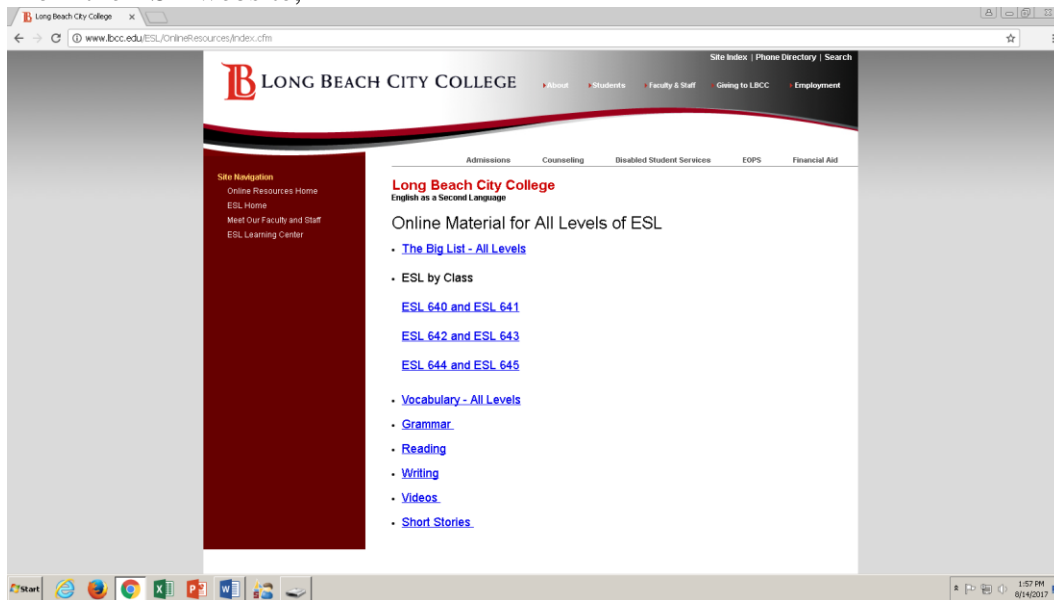 Long Beach City College
www.lbcc.edu/ESL/OnlineResources/index.cfm
Site Index | Phone Directory | Search
LB LONG BEACH CITY COLLEGE
About Students Faculty & Staff Giving to LBCC Employment
Admissions Counseling Disabled Student Services EOPS Financial Aid
Site Navigation
Online Resources Home
ESL Home
Meet Our Faculty and Staff
ESL Learning Center
Long Beach City College
English as a Second Language
Online Material for All Levels of ESL
• The Big List - All Levels
• ESL by Class
ESL 640 and ESL 641
ESL 642 and ESL 643
ESL 644 and ESL 645
• Vocabulary - All Levels
• Grammar
• Reading
• Writing
• Videos
• Short Stories
Start
1:57 PM
8/14/2017